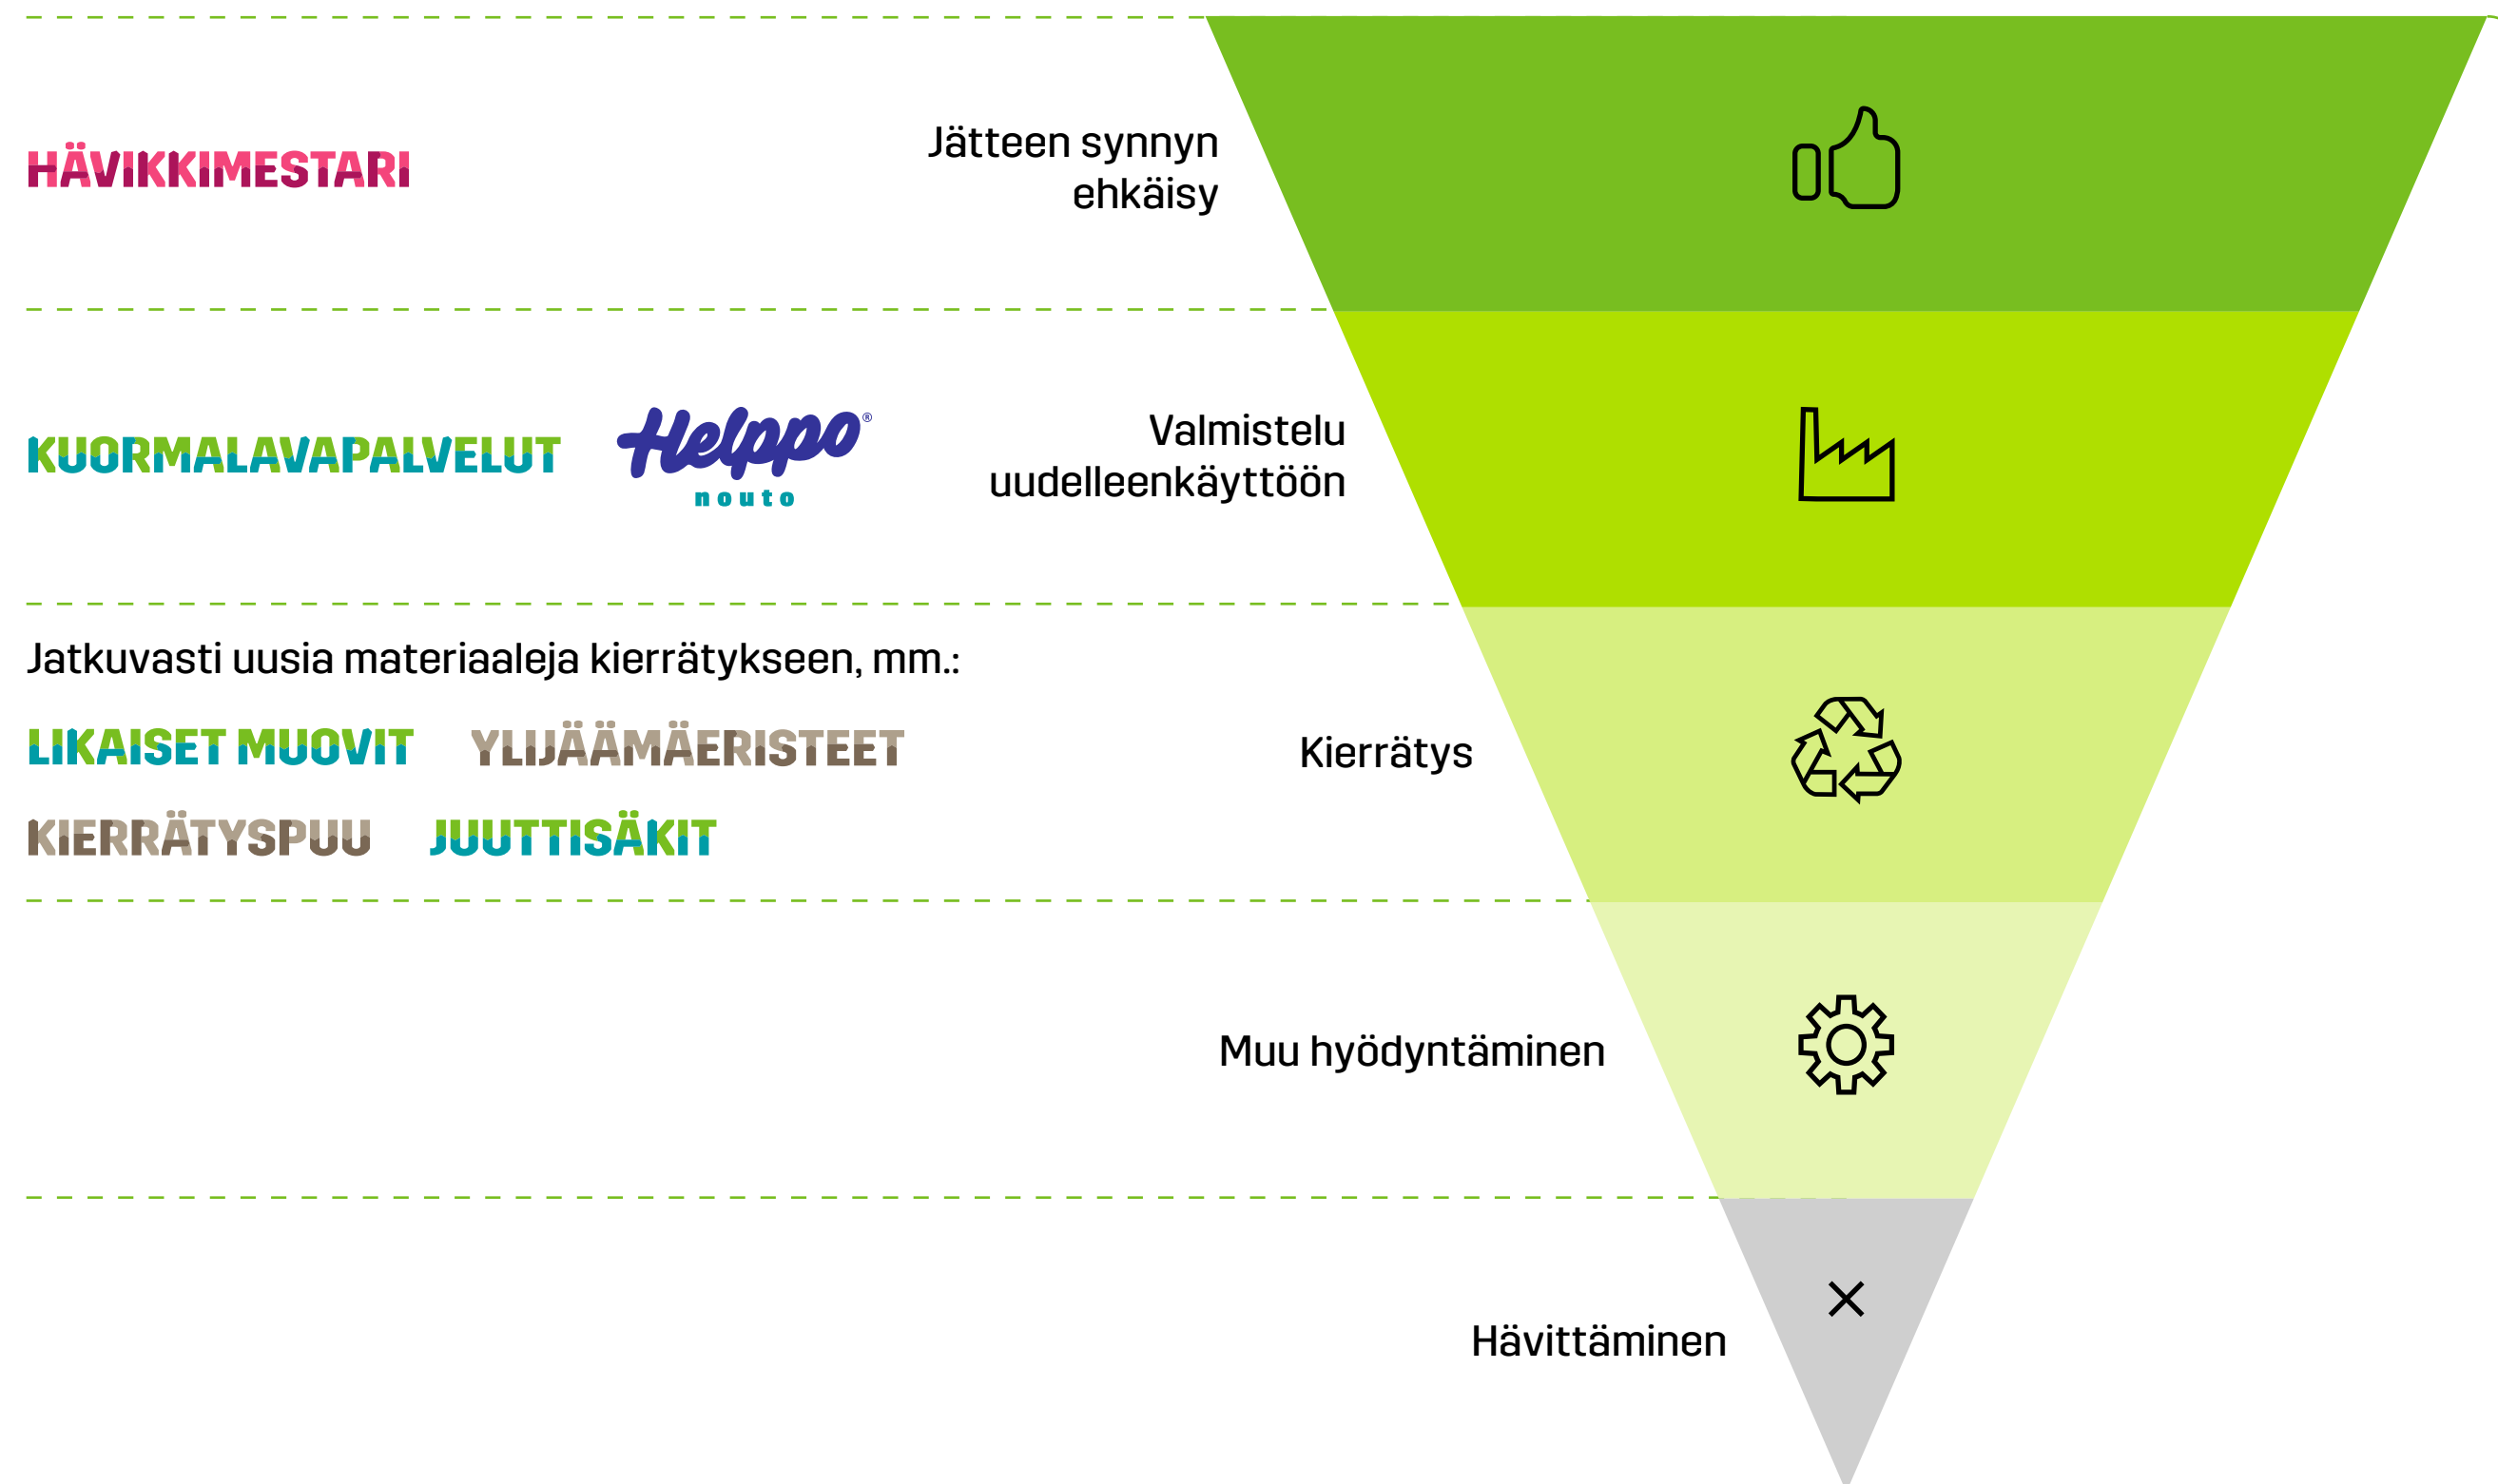 HÄVIKKIMESTARI
Jätteen synnyn
ehkäisy
KUORMALAVAPALVELUT
Helppo®
nouto
Valmistelu
uudelleenkäyttöön
Jatkuvasti uusia materiaaleja kierrätykseen, mm.:
LIKAISET MUOVIT YLIJÄÄMÄERISTEET
KIERRÄTYSPUU JUUTTISÄKIT
Kierrätys
Muu hyödyntäminen
Hävittäminen